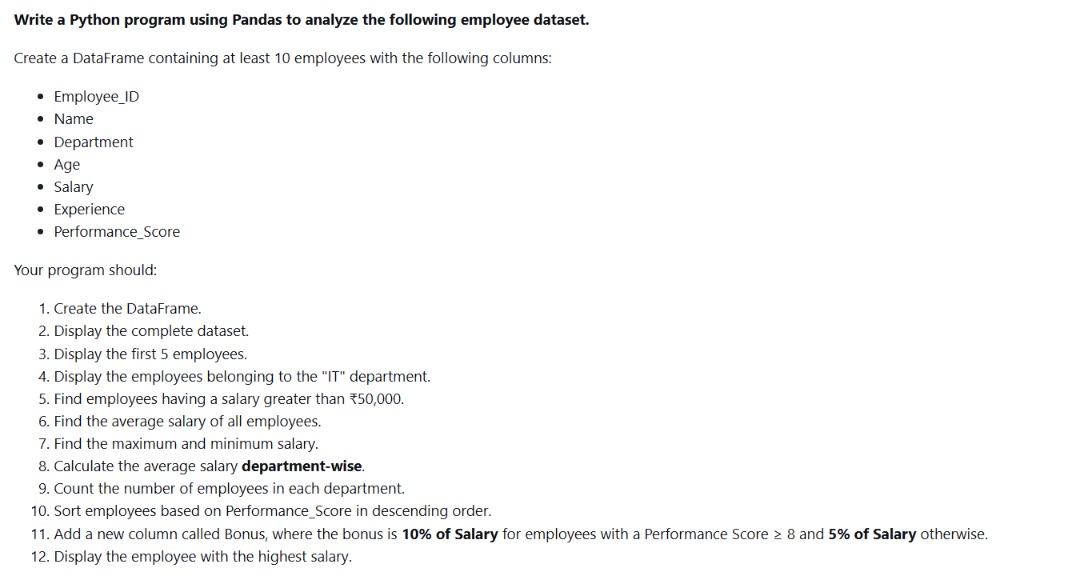 Write a Python program using Pandas to analyze the following employee dataset.
Create a DataFrame containing at least 10 employees with the following columns:
• Employee_ID
• Name
• Department
• Age
• Salary
• Experience
• Performance_Score
Your program should:
1. Create the DataFrame.
2. Display the complete dataset.
3. Display the first 5 employees.
4. Display the employees belonging to the "IT" department.
5. Find employees having a salary greater than ₹50,000.
6. Find the average salary of all employees.
7. Find the maximum and minimum salary.
8. Calculate the average salary department-wise.
9. Count the number of employees in each department.
10. Sort employees based on Performance_Score in descending order.
11. Add a new column called Bonus, where the bonus is 10% of Salary for employees with a Performance Score ≥ 8 and 5% of Salary otherwise.
12. Display the employee with the highest salary.